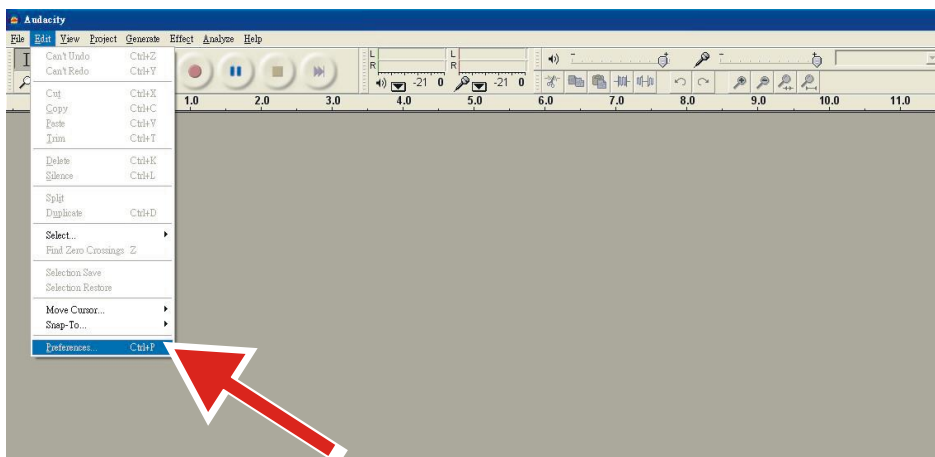 Audacity
File Edit View Project Generate Effect Analyze Help
Can't Undo Ctrl+Z
Can't Redo Ctrl+Y
Cut Ctrl+X
Copy Ctrl+C
Paste Ctrl+V
Trim Ctrl+T
Delete Ctrl+K
Silence Ctrl+L
Split
Duplicate Ctrl+D
Select...
Find Zero Crossings Z
Selection Save
Selection Restore
Move Cursor...
Snap-To...
Preferences... Ctrl+P
L
R
-21 0
L
R
-21 0
1.0 2.0 3.0 4.0 5.0 6.0 7.0 8.0 9.0 10.0 11.0